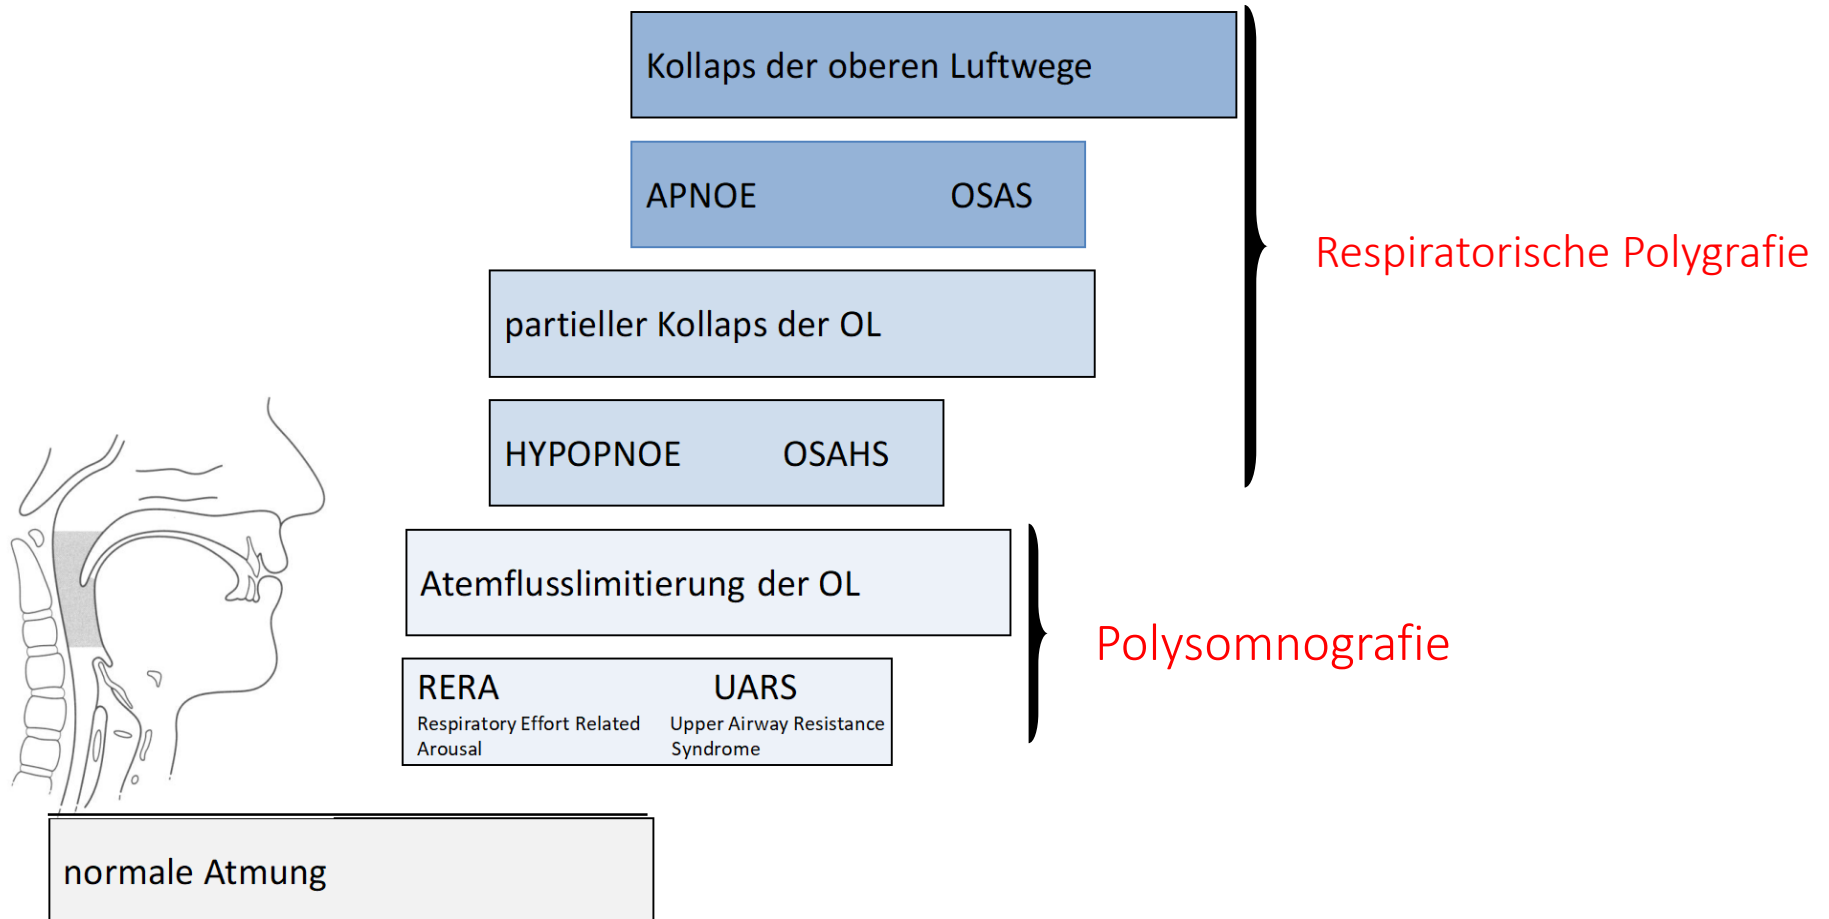 Kollaps der oberen Luftwege
APNOE OSAS
Respiratorische Polygrafie
partieller Kollaps der OL
HYPOPNOE OSAHS
Atemflusslimitierung der OL
Polysomnografie
RERA UARS
Respiratory Effort Related Upper Airway Resistance
Arousal Syndrome
normale Atmung